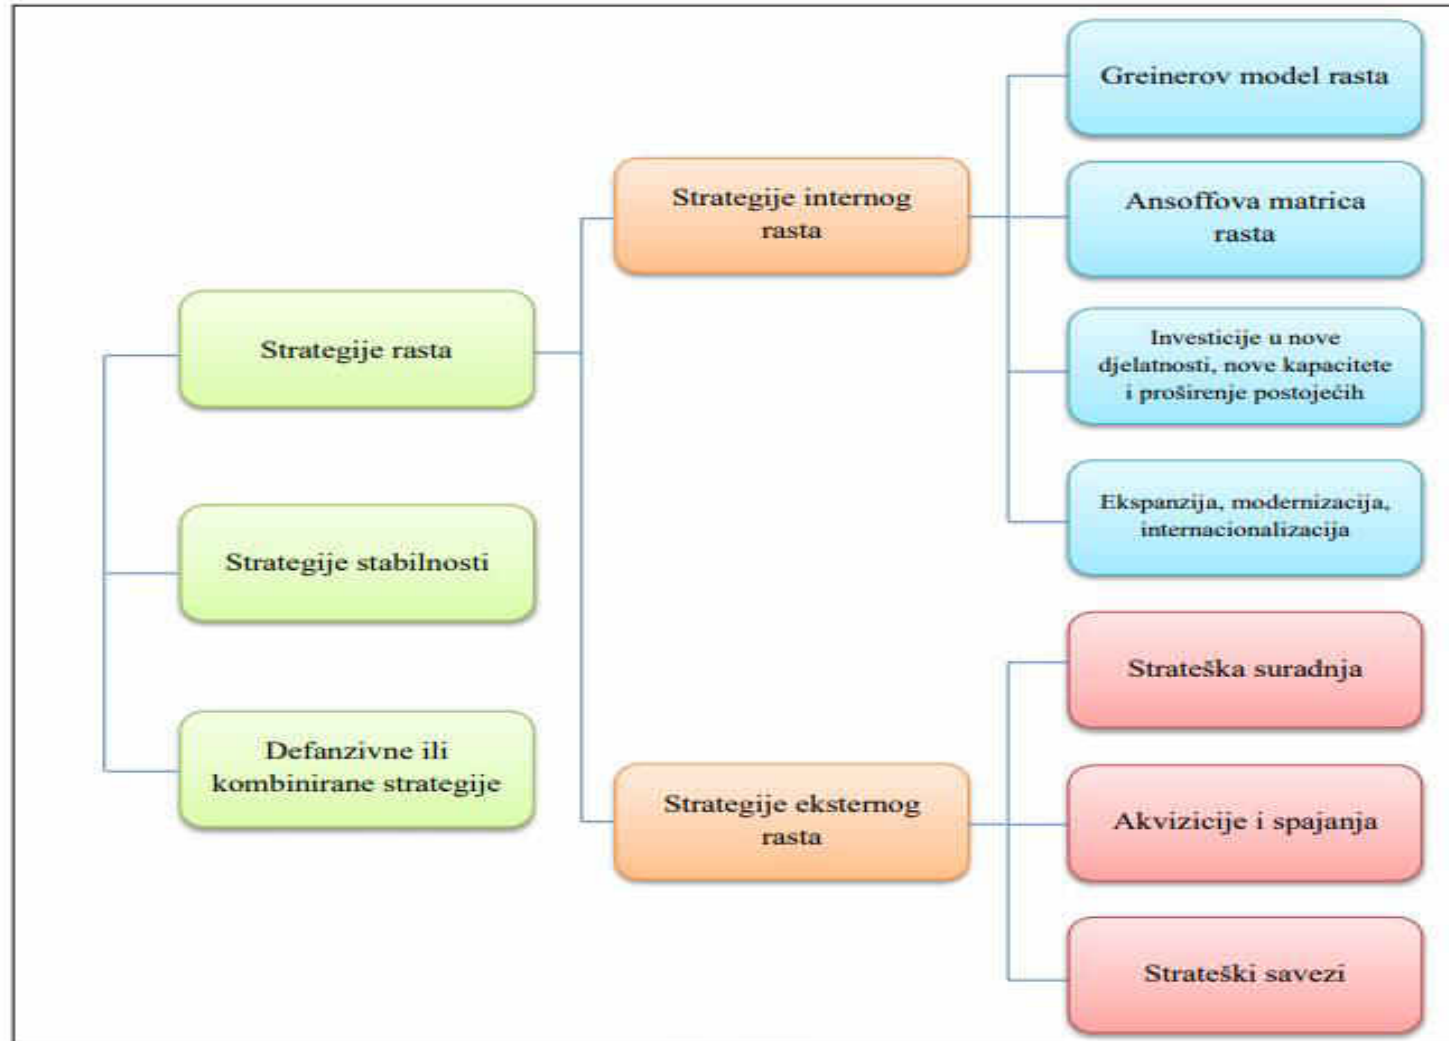 Strategije rasta
Strategije stabilnosti
Defanzivne ili
kombinirane strategije
Strategije internog
rasta
Strategije eksternog
rasta
Greinerov model rasta
Ansoffova matrica
rasta
Investicije u nove
djelatnosti, nove kapacitete
i proširenje postojećih
Ekspanzija, modernizacija,
internacionalizacija
Strateška suradnja
Akvizicije i spajanja
Strateški savezi